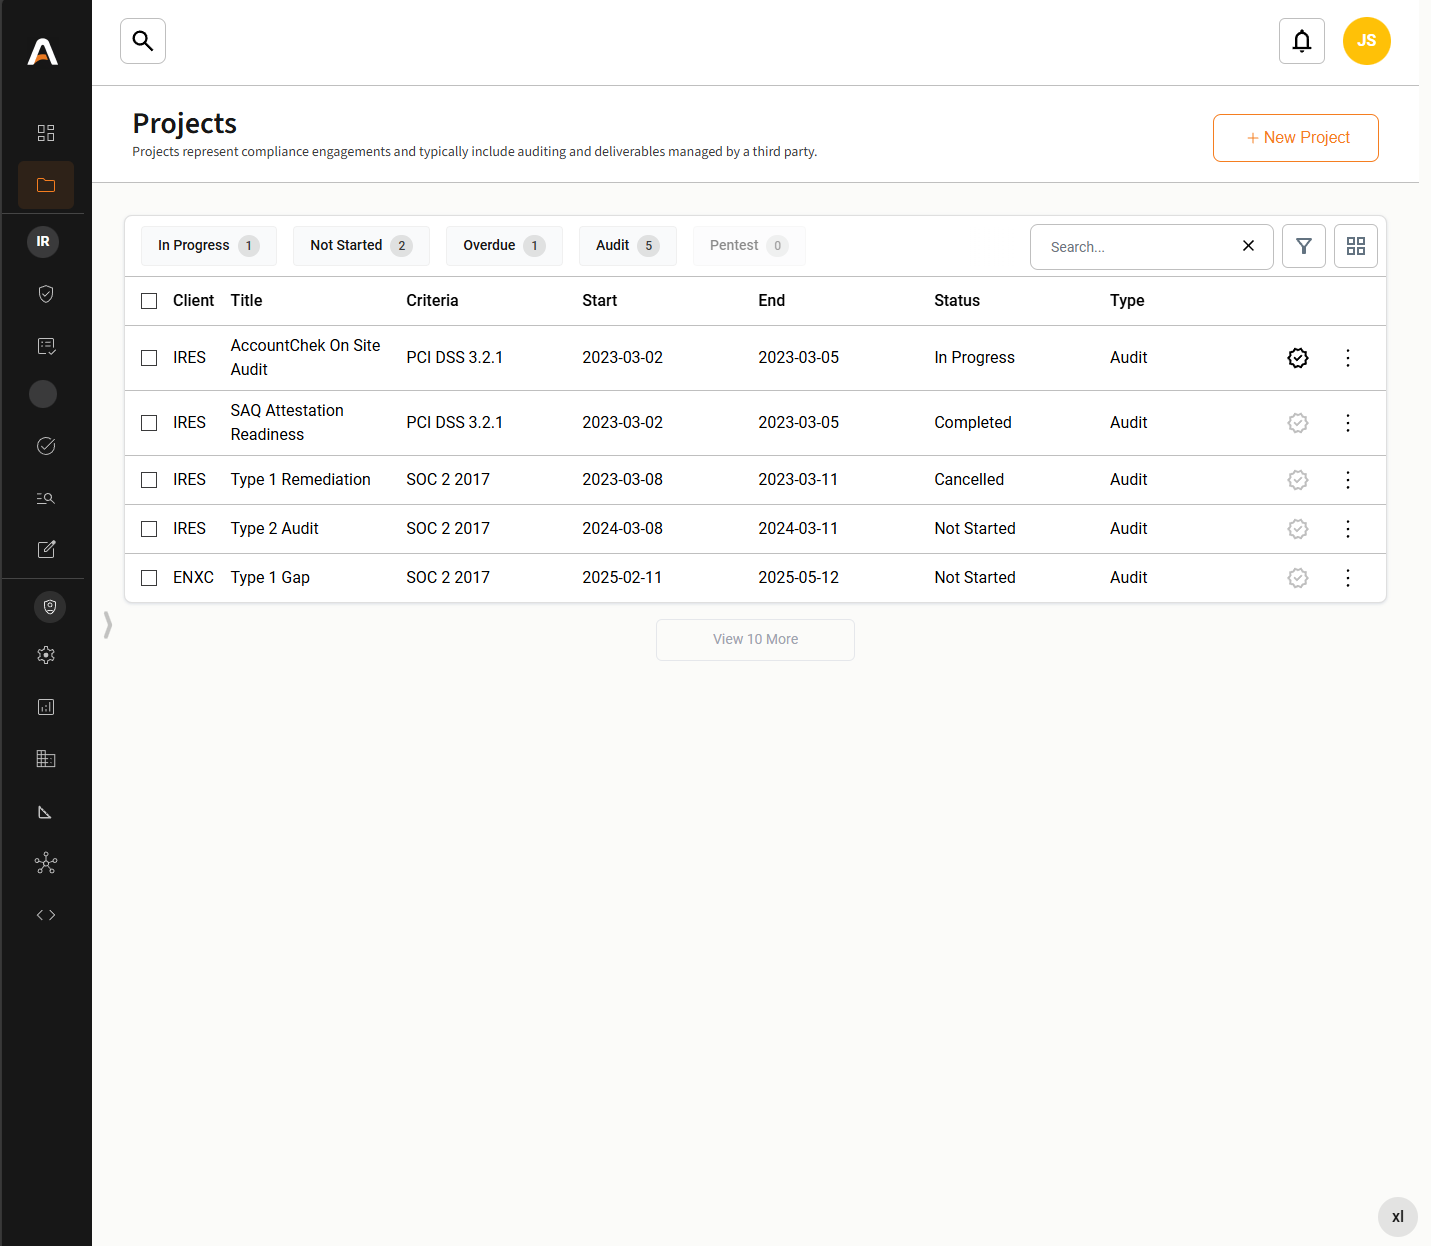 JS
Projects
Projects represent compliance engagements and typically include auditing and deliverables managed by a third party.
+ New Project
IR
In Progress 1
Not Started 2
Overdue 1
Audit 5
Pentest 0
Search...
Client Title Criteria Start End Status Type
IRES AccountChek On Site Audit PCI DSS 3.2.1 2023-03-02 2023-03-05 In Progress Audit
IRES SAQ Attestation Readiness PCI DSS 3.2.1 2023-03-02 2023-03-05 Completed Audit
IRES Type 1 Remediation SOC 2 2017 2023-03-08 2023-03-11 Cancelled Audit
IRES Type 2 Audit SOC 2 2017 2024-03-08 2024-03-11 Not Started Audit
ENXC Type 1 Gap SOC 2 2017 2025-02-11 2025-05-12 Not Started Audit
View 10 More
xl